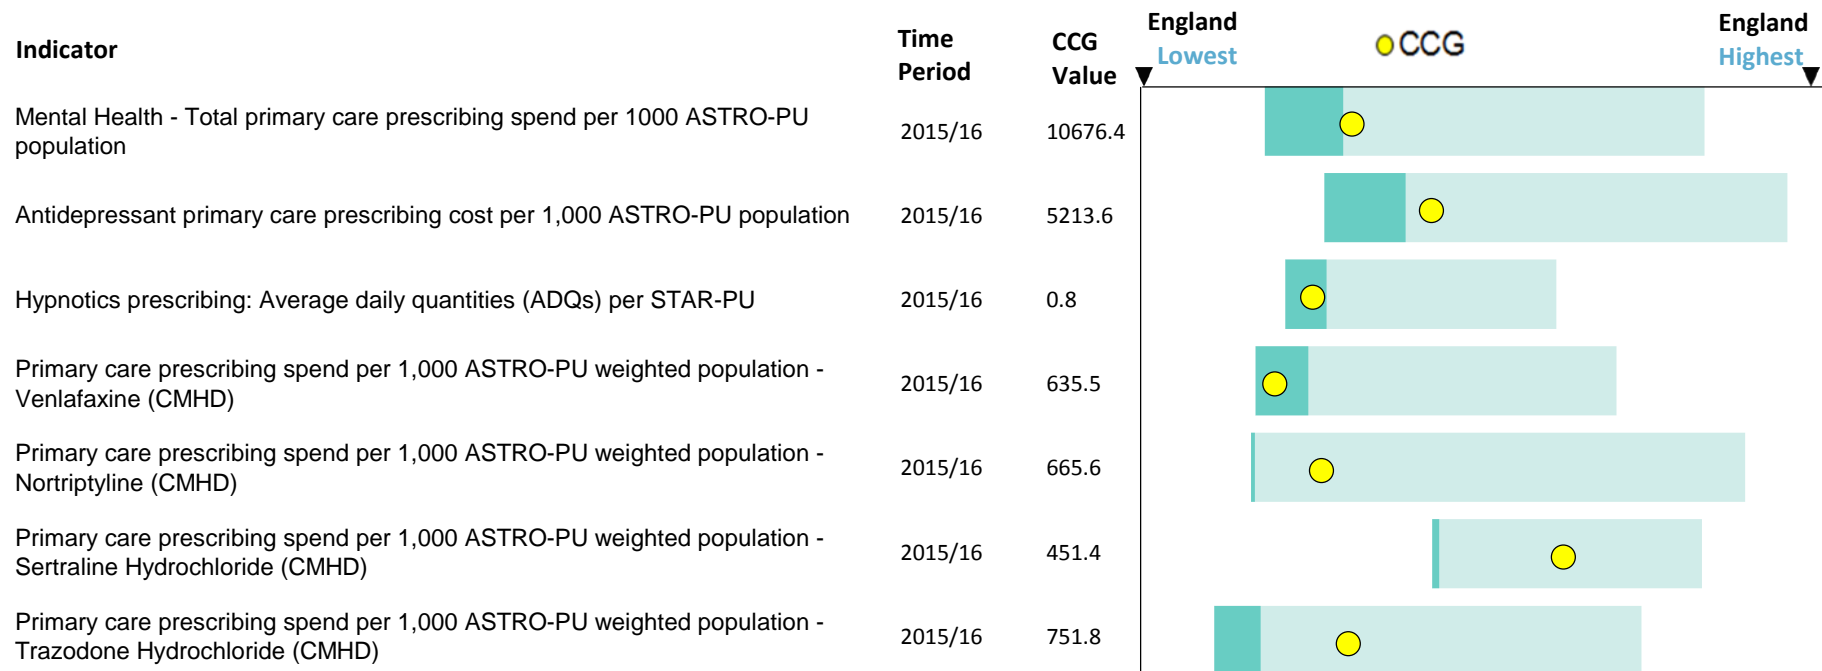 Indicator
Time
Period
CCG
Value
England
Lowest
CCG
England
Highest
Mental Health - Total primary care prescribing spend per 1000 ASTRO-PU
population
2015/16
10676.4
Antidepressant primary care prescribing cost per 1,000 ASTRO-PU population
2015/16
5213.6
Hypnotics prescribing: Average daily quantities (ADQs) per STAR-PU
2015/16
0.8
Primary care prescribing spend per 1,000 ASTRO-PU weighted population -
Venlafaxine (CMHD)
2015/16
635.5
Primary care prescribing spend per 1,000 ASTRO-PU weighted population -
Nortriptyline (CMHD)
2015/16
665.6
Primary care prescribing spend per 1,000 ASTRO-PU weighted population -
Sertraline Hydrochloride (CMHD)
2015/16
451.4
Primary care prescribing spend per 1,000 ASTRO-PU weighted population -
Trazodone Hydrochloride (CMHD)
2015/16
751.8